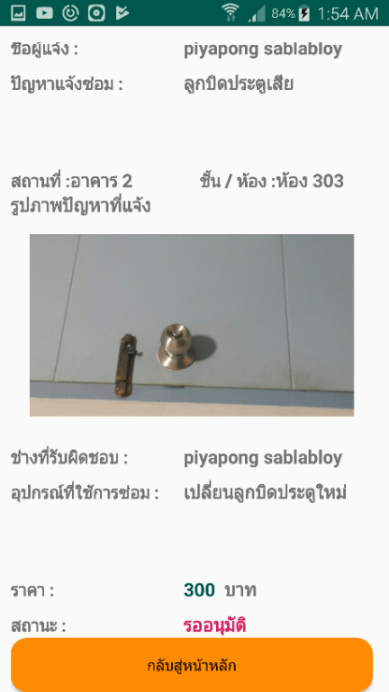 84% 1:54 AM
ชื่อผู้แจ้ง : piyapong sablabloy
ปัญหาแจ้งซ่อม : ลูกบิดประตูเสีย
สถานที่ :อาคาร 2 ชั้น / ห้อง :ห้อง 303
รูปภาพปัญหาที่แจ้ง
ช่างที่รับผิดชอบ : piyapong sablabloy
อุปกรณ์ที่ใช้การซ่อม : เปลี่ยนลูกบิดประตูใหม่
ราคา : 300 บาท
สถานะ : รออนุมัติ
กลับสู่หน้าหลัก